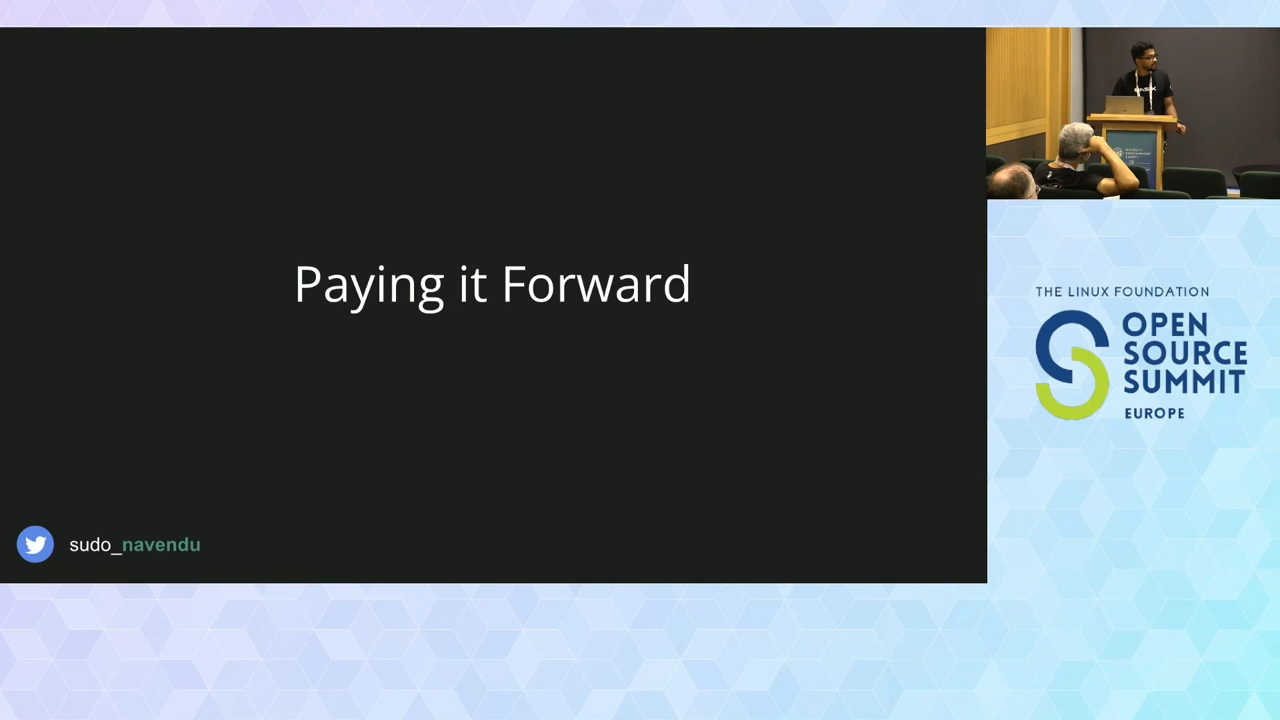 Paying it Forward
sudo_navendu
THE LINUX FOUNDATION
OPEN
SOURCE
SUMMIT
EUROPE